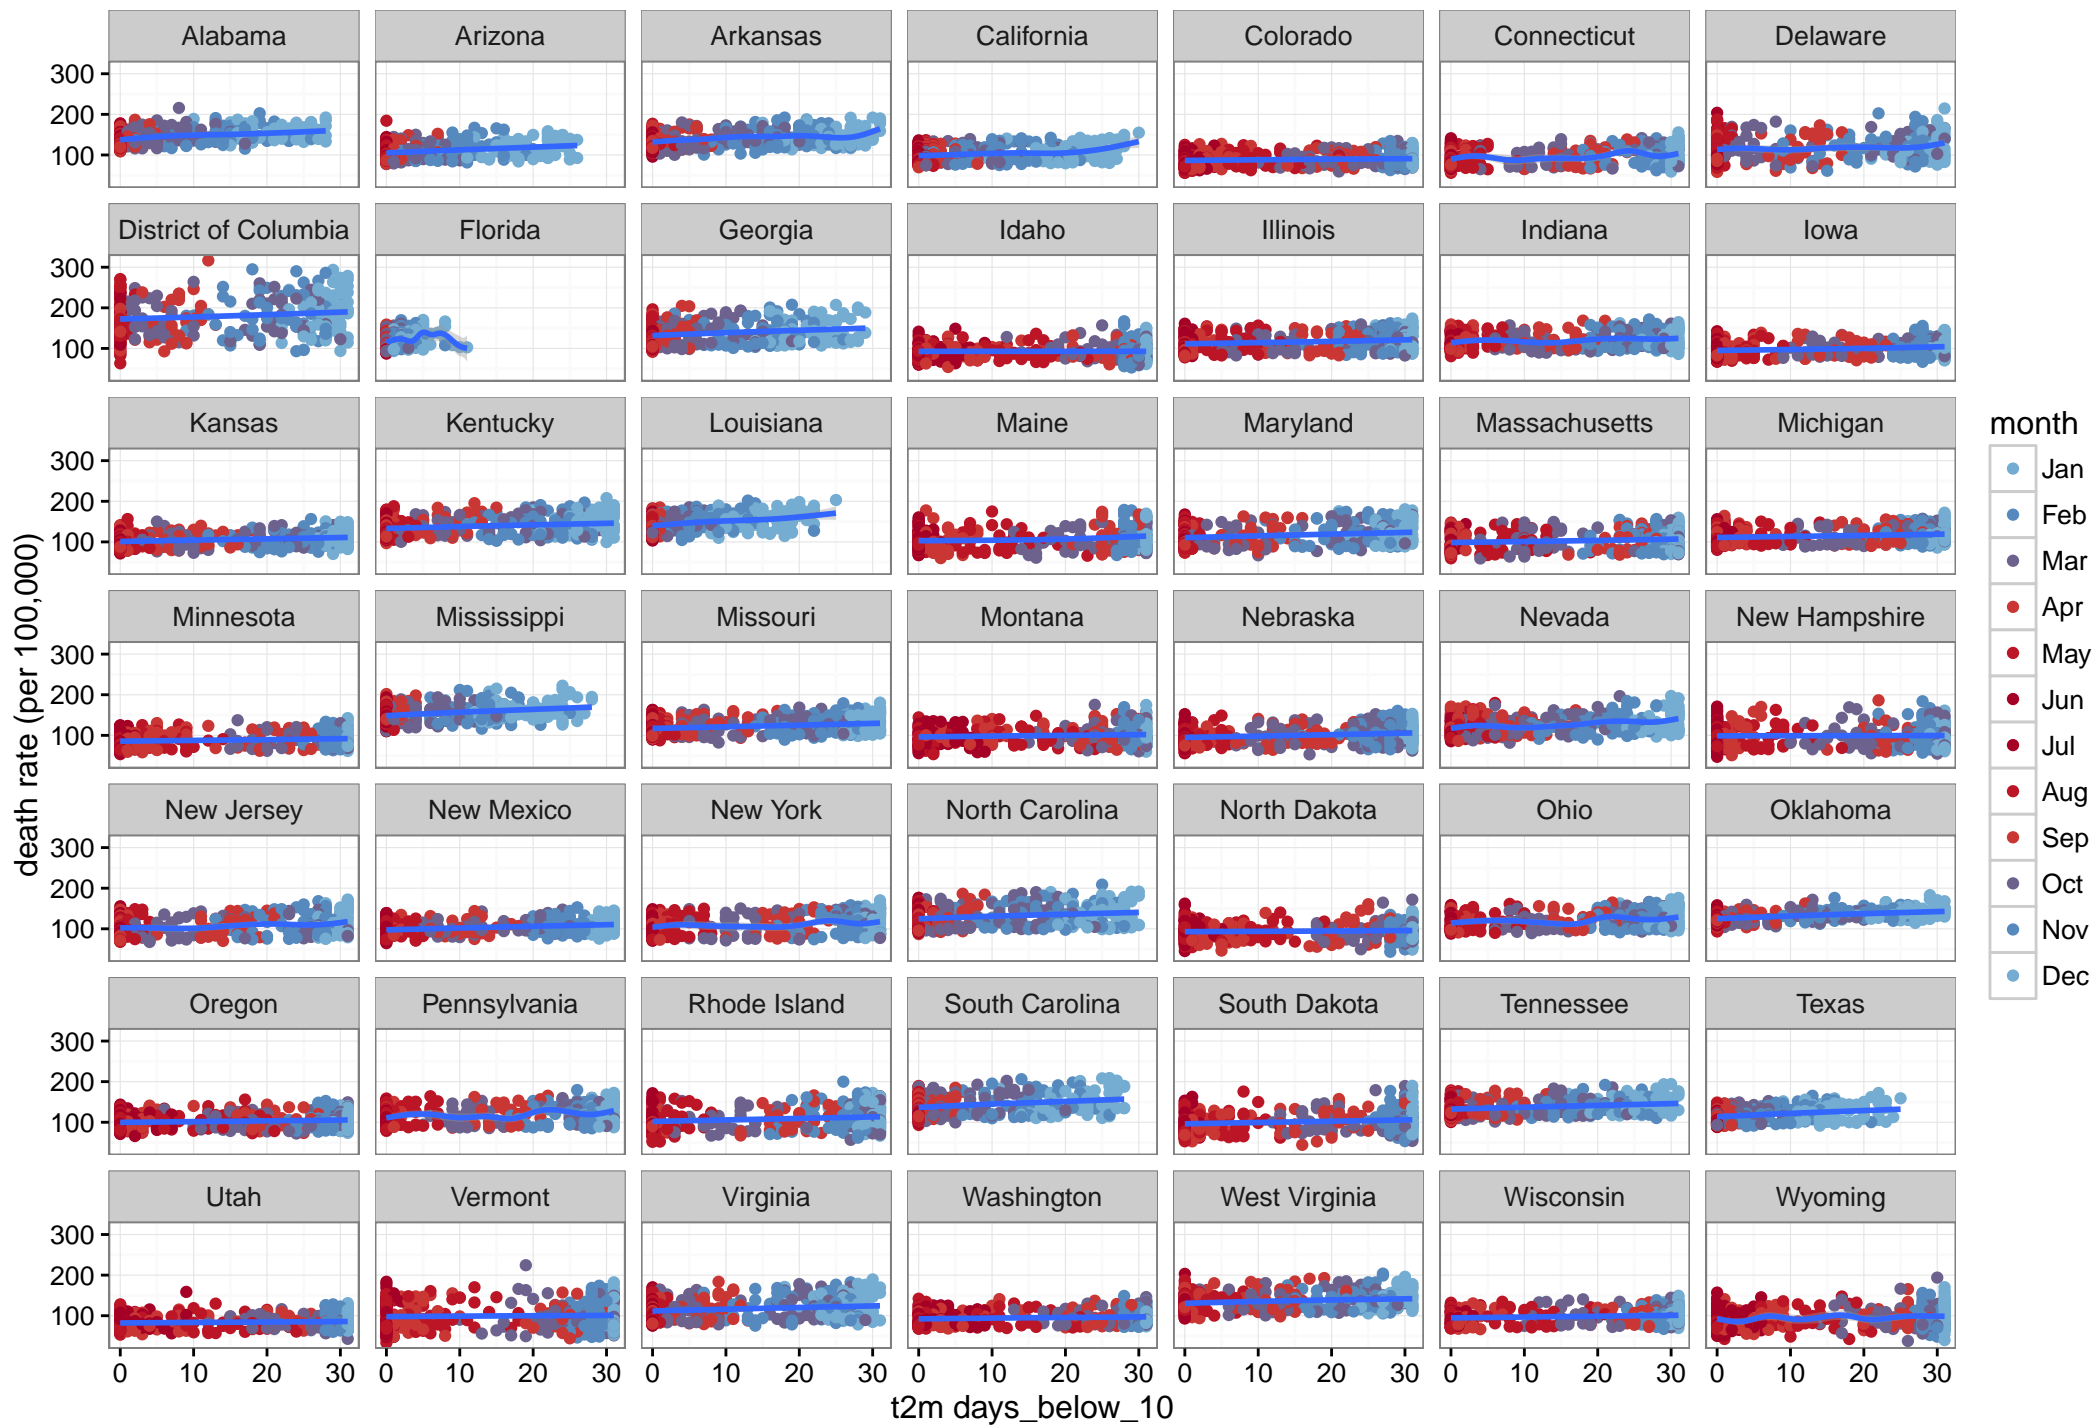 Alabama Arizona Arkansas California Colorado Connecticut Delaware
300
200
100
District of Columbia Florida Georgia Idaho Illinois Indiana Iowa
300
200
100
Kansas Kentucky Louisiana Maine Maryland Massachusetts Michigan
300
200
100
Minnesota Mississippi Missouri Montana Nebraska Nevada New Hampshire
300
200
100
New Jersey New Mexico New York North Carolina North Dakota Ohio Oklahoma
300
200
100
Oregon Pennsylvania Rhode Island South Carolina South Dakota Tennessee Texas
300
200
100
Utah Vermont Virginia Washington West Virginia Wisconsin Wyoming
300
200
100
0 10 20 30 0 10 20 30 0 10 20 30 0 10 20 30 0 10 20 30 0 10 20 30 0 10 20 30
t2m days_below_10
death rate (per 100,000)
month
Jan
Feb
Mar
Apr
May
Jun
Jul
Aug
Sep
Oct
Nov
Dec